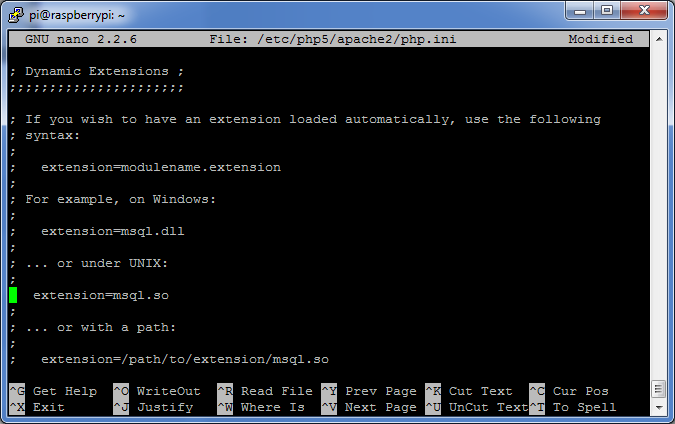 pi@raspberrypi: ~
GNU nano 2.2.6 File: /etc/php5/apache2/php.ini Modified
; Dynamic Extensions ;
;;;;;;;;;;;;;;;;;;;;;;
; If you wish to have an extension loaded automatically, use the following
; syntax:
;
;   extension=modulename.extension
;
; For example, on Windows:
;
;   extension=msql.dll
;
; ... or under UNIX:
;
   extension=msql.so
;
; ... or with a path:
;
;   extension=/path/to/extension/msql.so
^G Get Help ^O WriteOut ^R Read File ^Y Prev Page ^K Cut Text ^C Cur Pos
^X Exit ^J Justify ^W Where Is ^V Next Page ^U UnCut Text ^T To Spell